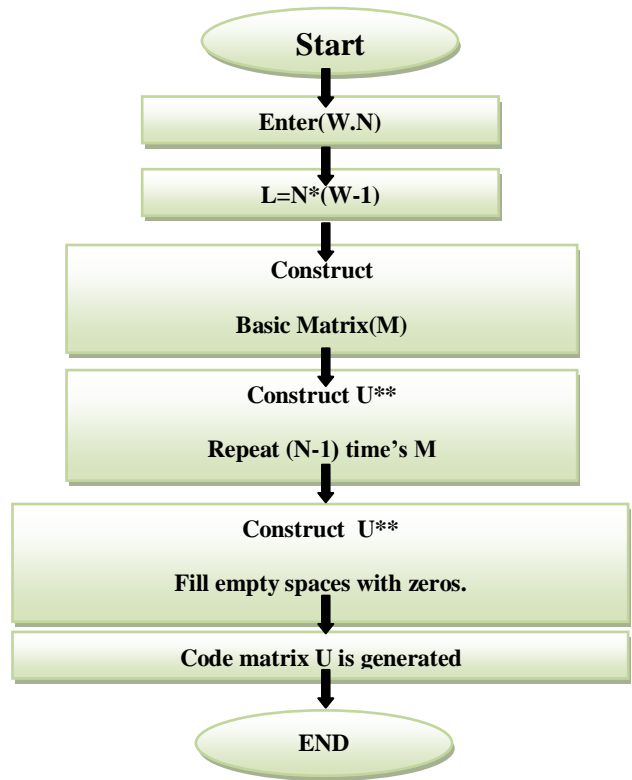 Start
Enter(W.N)
L=N*(W-1)
Construct
Basic Matrix(M)
Construct U**
Repeat (N-1) time's M
Construct U**
Fill empty spaces with zeros.
Code matrix U is generated
END